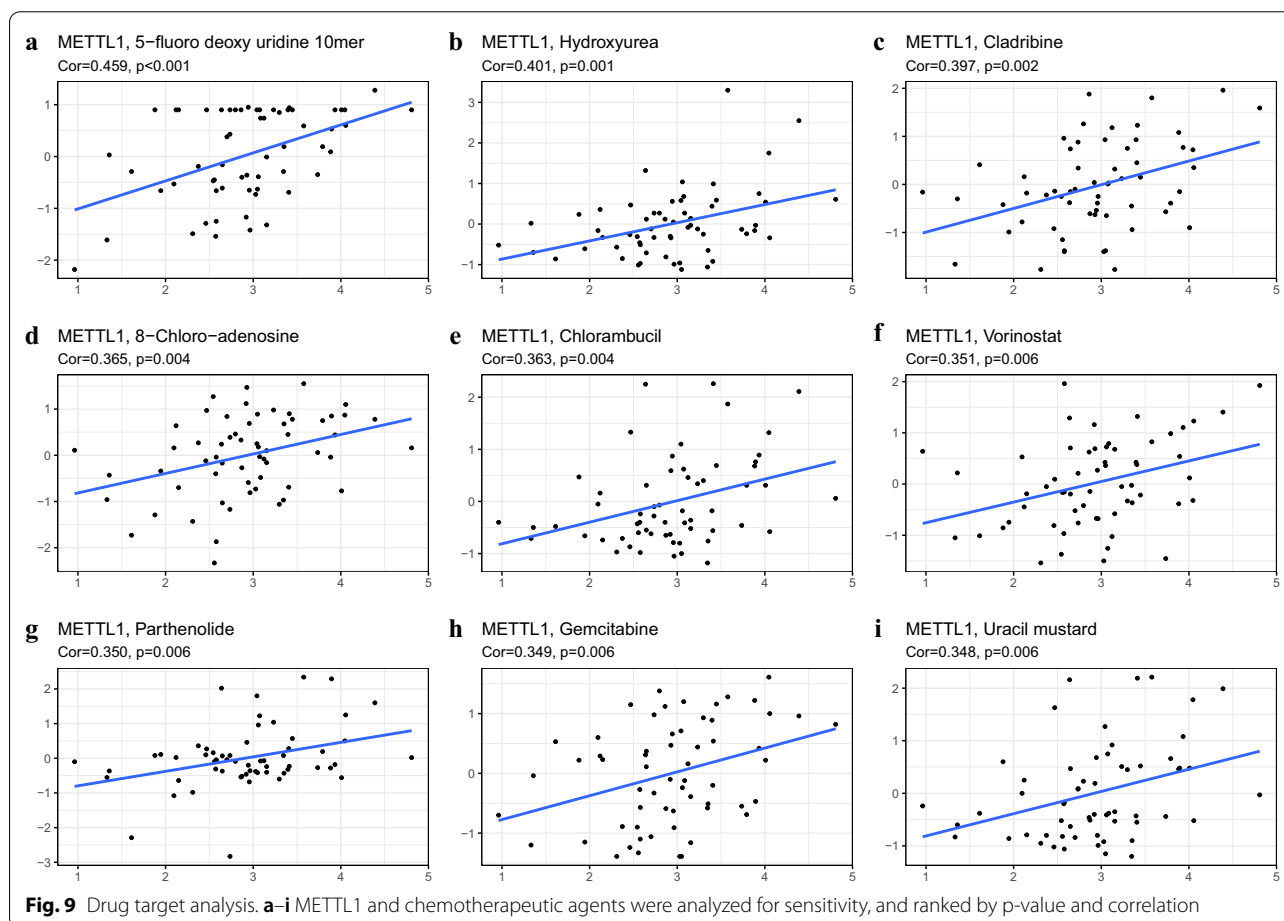 a METTL1, 5−fluoro deoxy uridine 10mer
Cor=0.459, p<0.001
1
0
−1
−2
1 2 3 4 5
b METTL1, Hydroxyurea
Cor=0.401, p=0.001
3
2
1
0
−1
1 2 3 4 5
c METTL1, Cladribine
Cor=0.397, p=0.002
2
1
0
−1
1 2 3 4 5
d METTL1, 8−Chloro−adenosine
Cor=0.365, p=0.004
1
0
−1
−2
1 2 3 4 5
e METTL1, Chlorambucil
Cor=0.363, p=0.004
2
1
0
−1
1 2 3 4 5
f METTL1, Vorinostat
Cor=0.351, p=0.006
2
1
0
−1
1 2 3 4 5
g METTL1, Parthenolide
Cor=0.350, p=0.006
2
1
0
−1
−2
−3
1 2 3 4 5
h METTL1, Gemcitabine
Cor=0.349, p=0.006
1
0
−1
1 2 3 4 5
i METTL1, Uracil mustard
Cor=0.348, p=0.006
2
1
0
−1
1 2 3 4 5
Fig. 9 Drug target analysis. a–i METTL1 and chemotherapeutic agents were analyzed for sensitivity, and ranked by p-value and correlation